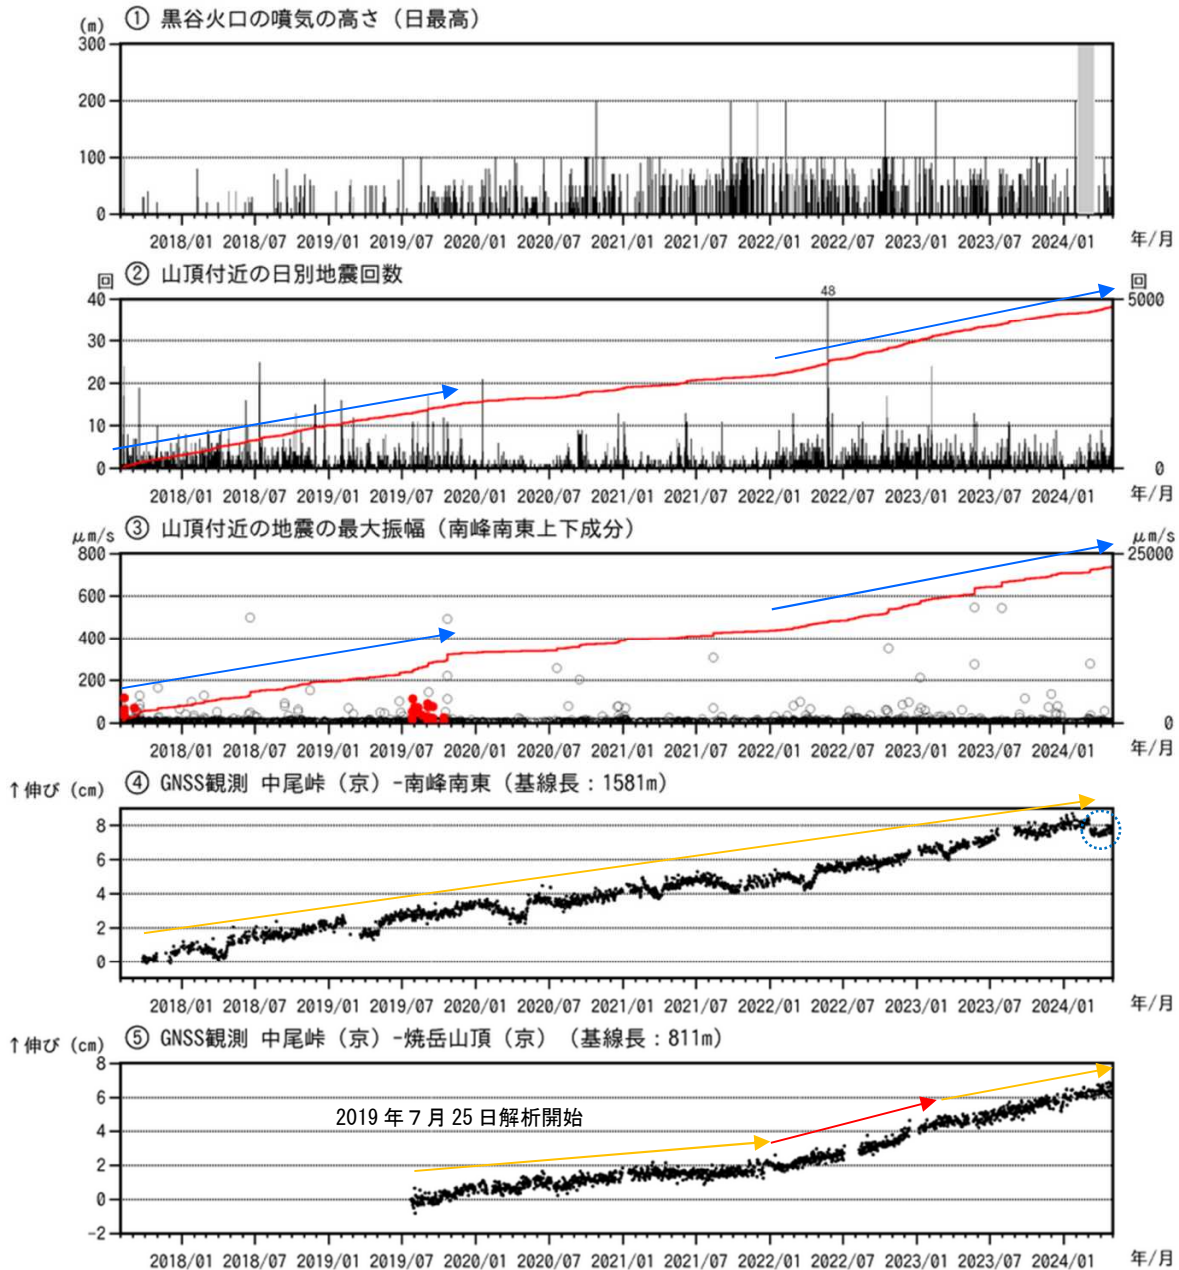 ① 黒谷火口の噴気の高さ（日最高）
(m)
300
200
100
0
2018/01 2018/07 2019/01 2019/07 2020/01 2020/07 2021/01 2021/07 2022/01 2022/07 2023/01 2023/07 2024/01 年/月
② 山頂付近の日別地震回数
回 回
48
40 5000
30
20
10
0 0
2018/01 2018/07 2019/01 2019/07 2020/01 2020/07 2021/01 2021/07 2022/01 2022/07 2023/01 2023/07 2024/01 年/月
③ 山頂付近の地震の最大振幅（南峰南東上下成分）
μm/s μm/s
800 25000
600
400
200
0 0
2018/01 2018/07 2019/01 2019/07 2020/01 2020/07 2021/01 2021/07 2022/01 2022/07 2023/01 2023/07 2024/01 年/月
↑伸び (cm) ④ GNSS観測 中尾峠（京）-南峰南東（基線長：1581m）
8
6
4
2
0
2018/01 2018/07 2019/01 2019/07 2020/01 2020/07 2021/01 2021/07 2022/01 2022/07 2023/01 2023/07 2024/01 年/月
↑伸び (cm) ⑤ GNSS観測 中尾峠（京）-焼岳山頂（京）（基線長：811m）
8
6
2019 年 7 月 25 日解析開始
4
2
0
-2
2018/01 2018/07 2019/01 2019/07 2020/01 2020/07 2021/01 2021/07 2022/01 2022/07 2023/01 2023/07 2024/01 年/月